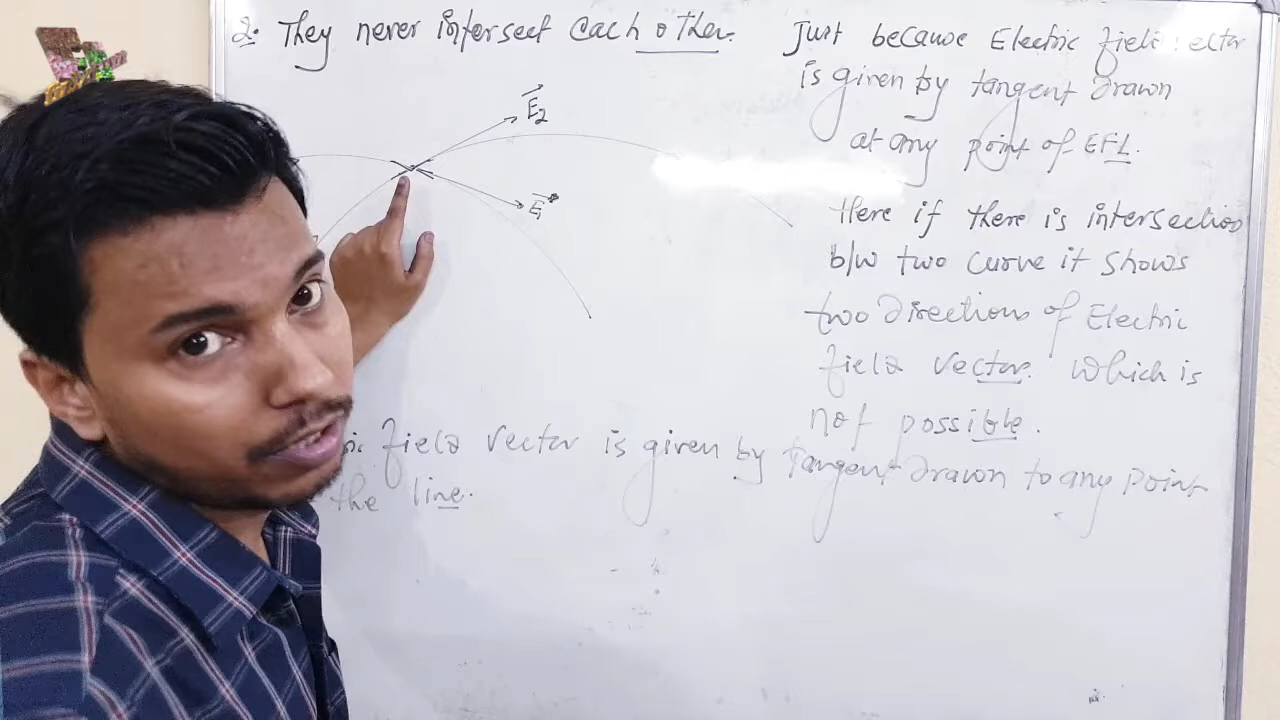 2. They never intersect each other.
E2
E1
Just because Electric field
is given by tangent drawn
at any point of EFL.
Here if there is intersection
b/w two curve it shows
two directions of Electric
field vector. Which is
not possible.
field vector is given by tangent drawn to any point
the line.